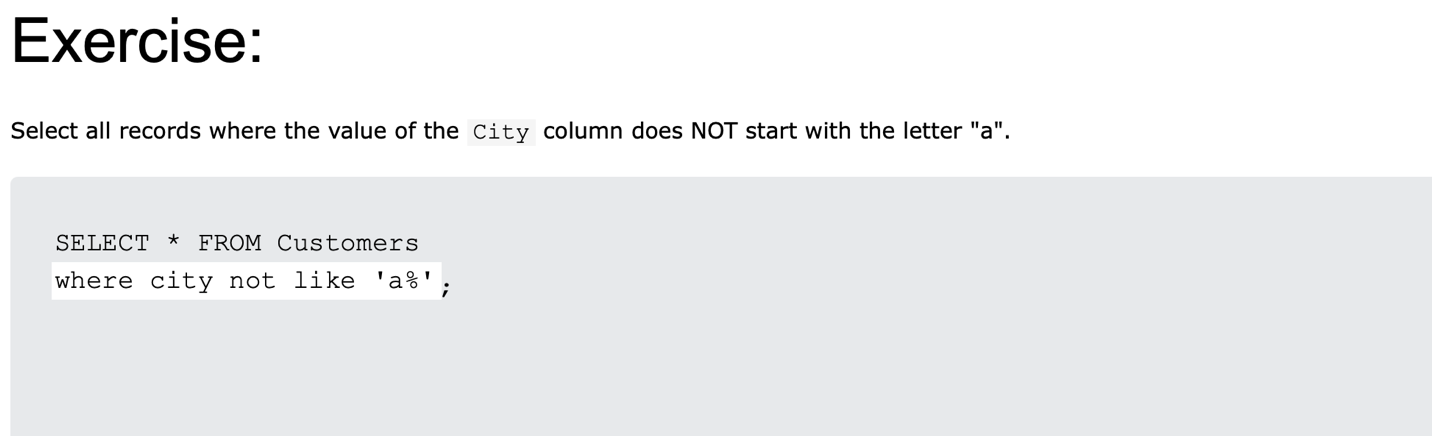 Exercise:
Select all records where the value of the City column does NOT start with the letter "a".
SELECT * FROM Customers
where city not like 'a%';